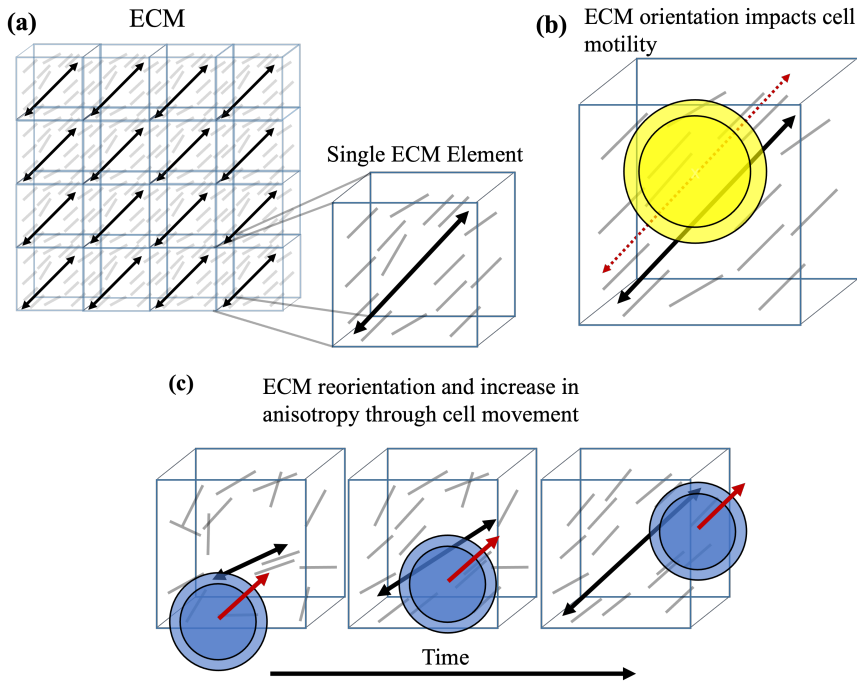 (a)
ECM
Single ECM Element
(b)
ECM orientation impacts cell
motility
(c)
ECM reorientation and increase in
anisotropy through cell movement
Time